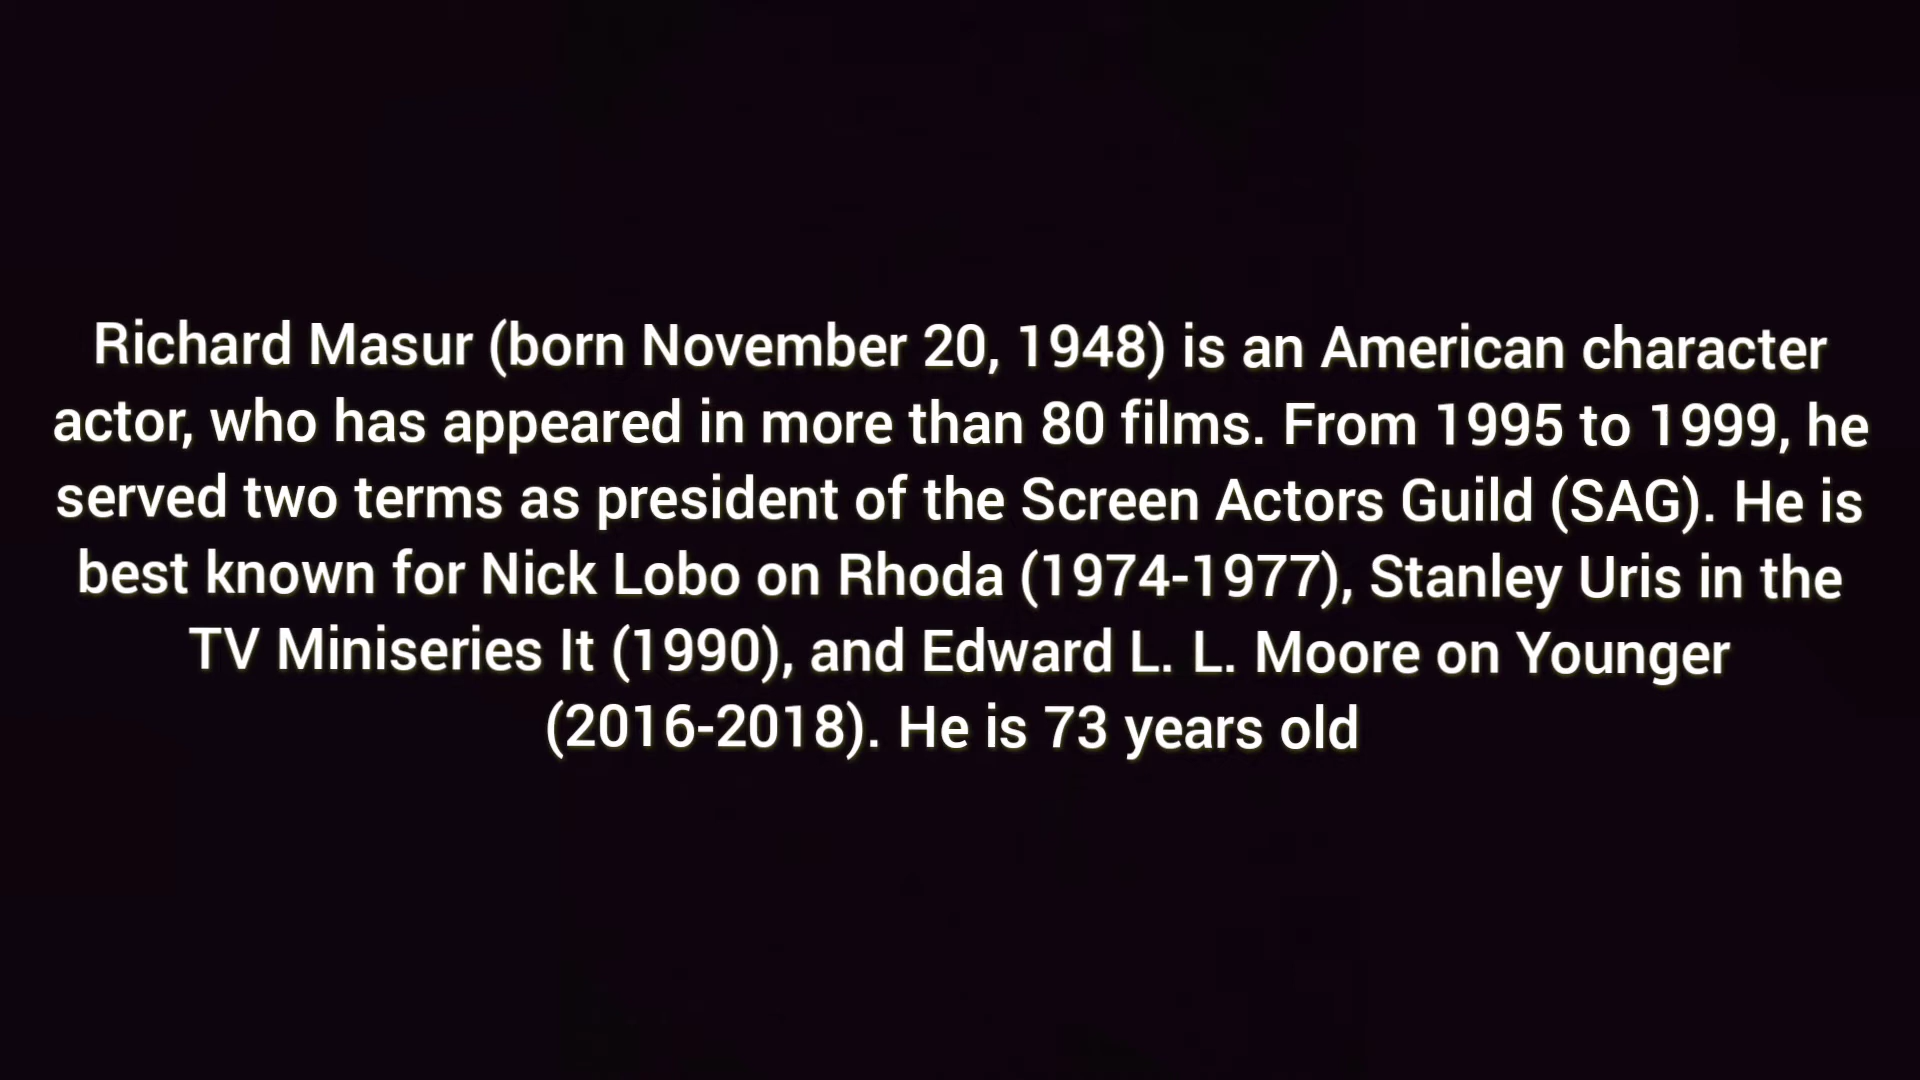 Richard Masur (born November 20, 1948) is an American character
actor, who has appeared in more than 80 films. From 1995 to 1999, he
served two terms as president of the Screen Actors Guild (SAG). He is
best known for Nick Lobo on Rhoda (1974-1977), Stanley Uris in the
TV Miniseries It (1990), and Edward L. L. Moore on Younger
(2016-2018). He is 73 years old